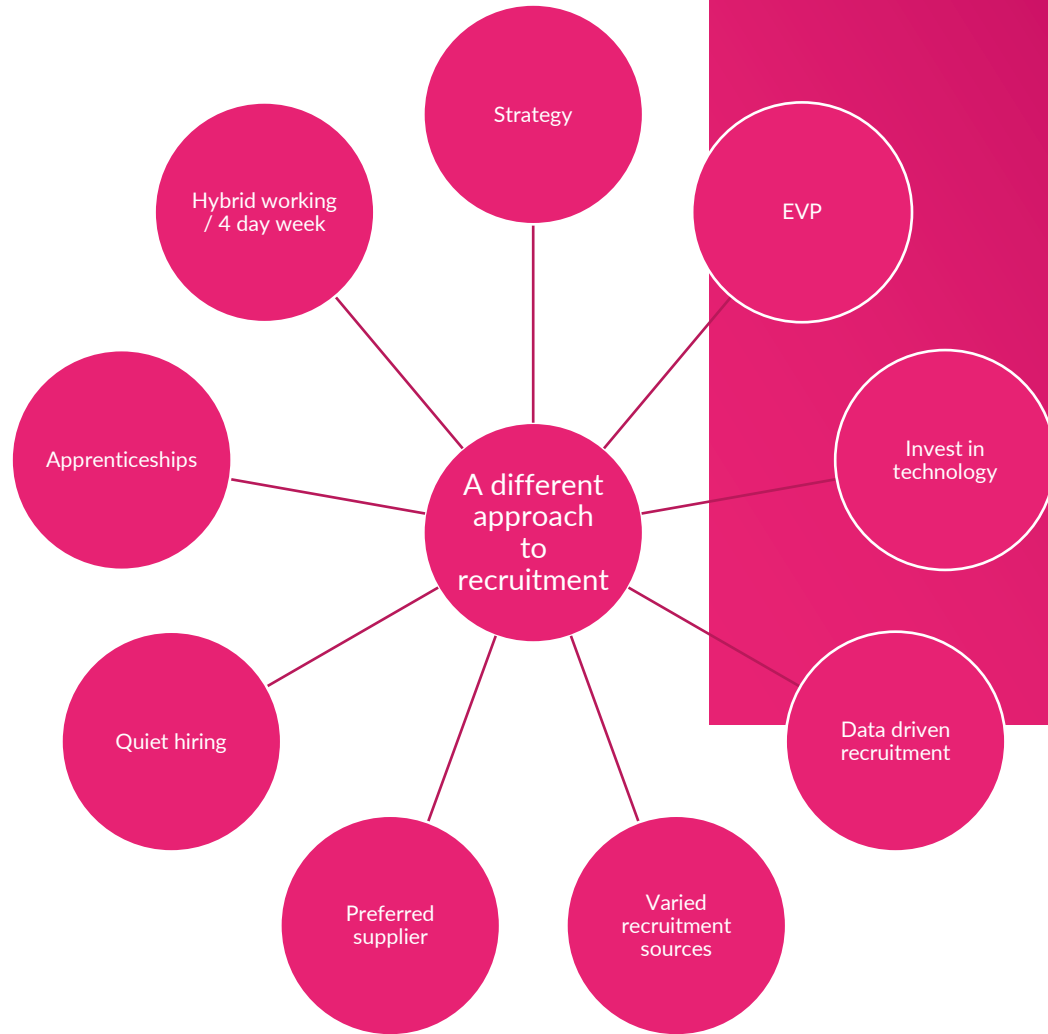 Strategy
EVP
Invest in
technology
Data driven
recruitment
Varied
recruitment
sources
Preferred
supplier
Quiet hiring
Apprenticeships
Hybrid working
/ 4 day week
A different
approach
to
recruitment